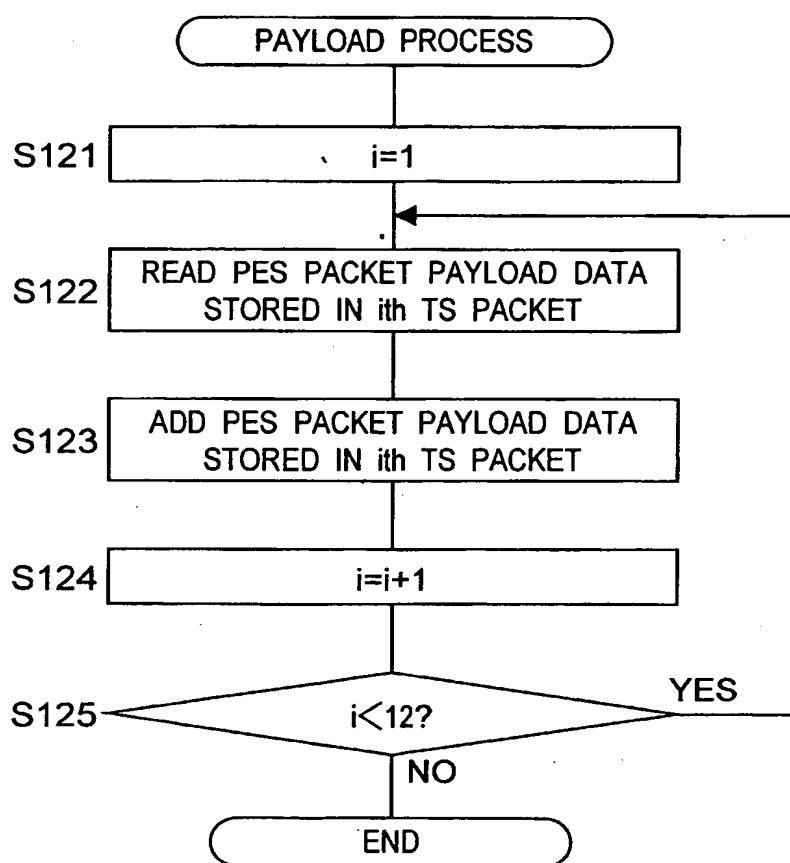 PAYLOAD PROCESS
S121
i=1
S122
READ PES PACKET PAYLOAD DATA
STORED IN ith TS PACKET
S123
ADD PES PACKET PAYLOAD DATA
STORED IN ith TS PACKET
S124
i=i+1
S125
i<12?
YES
NO
END